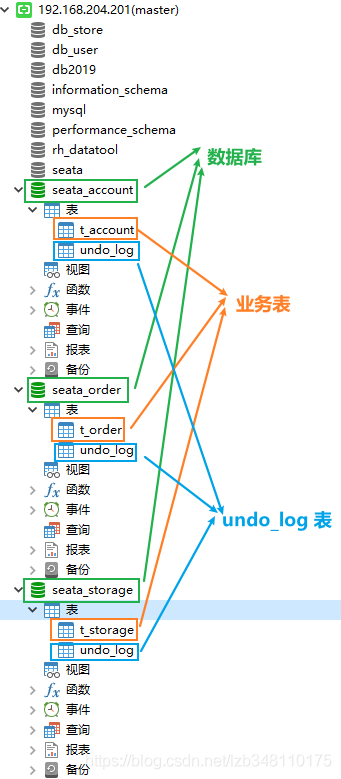 192.168.204.201(master)
db_store
db_user
db2019
information_schema
mysql
performance_schema
rh_datatool
seata
seata_account
表
t_account
undo_log
视图
函数
事件
查询
报表
备份
seata_order
表
t_order
undo_log
视图
函数
事件
查询
报表
备份
seata_storage
表
t_storage
undo_log
视图
函数
事件
查询
报表
备份
数据库
业务表
undo_log 表
https://blog.csdn.net/lzb348110175